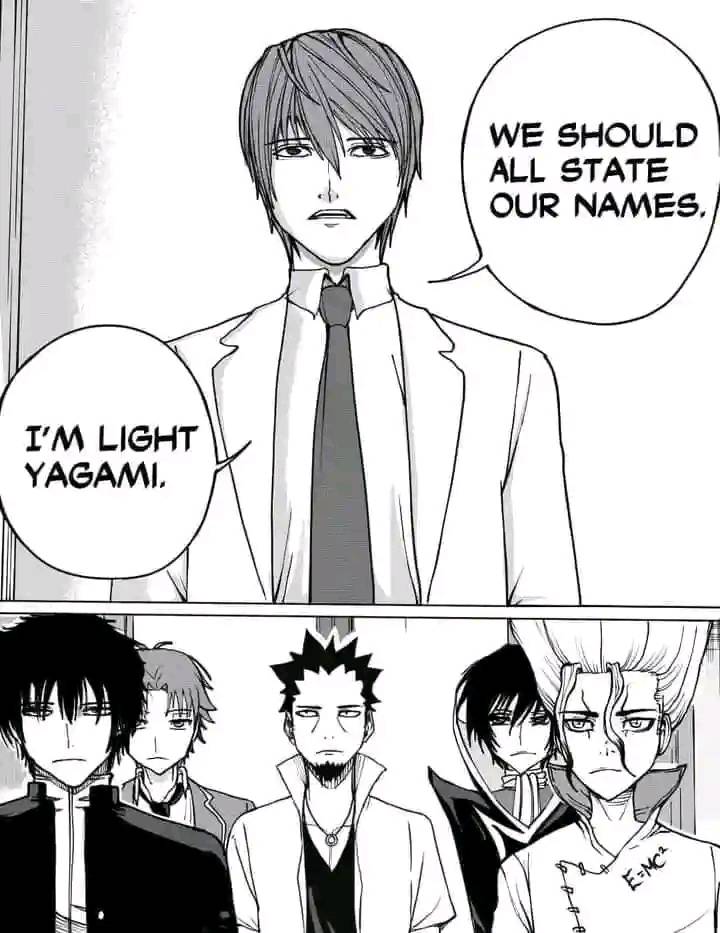 WE SHOULD
ALL STATE
OUR NAMES.
I'M LIGHT
YAGAMI.
E=MC²